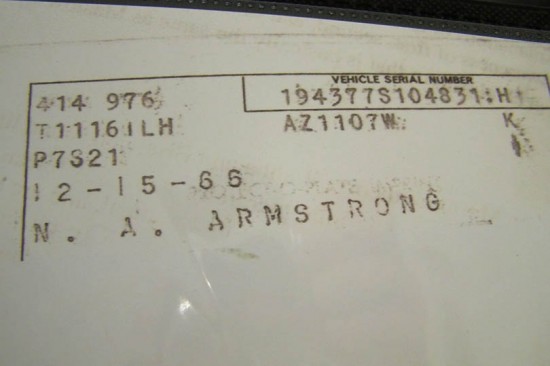 VEHICLE SERIAL NUMBER
414 976 194377S104831:H
T11161LH AZ1107W K
P7S21
12-15-66
N. A. ARMSTRONG